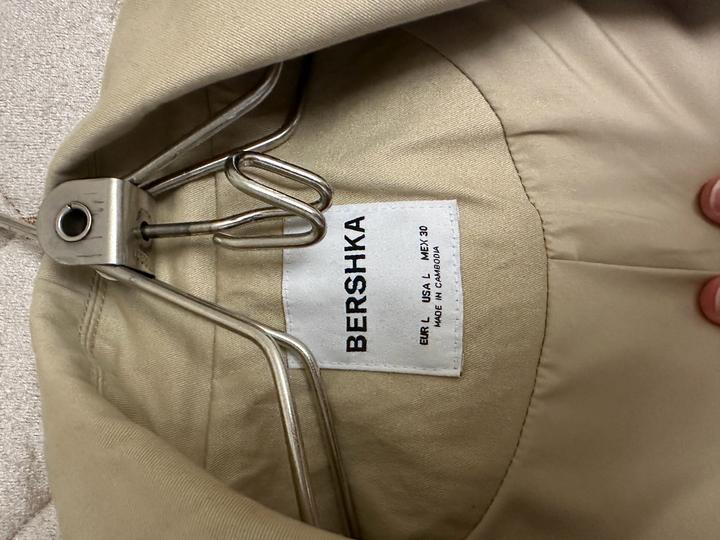 BERSHKA
EUR L USA L MEX 30
MADE IN CAMBODIA